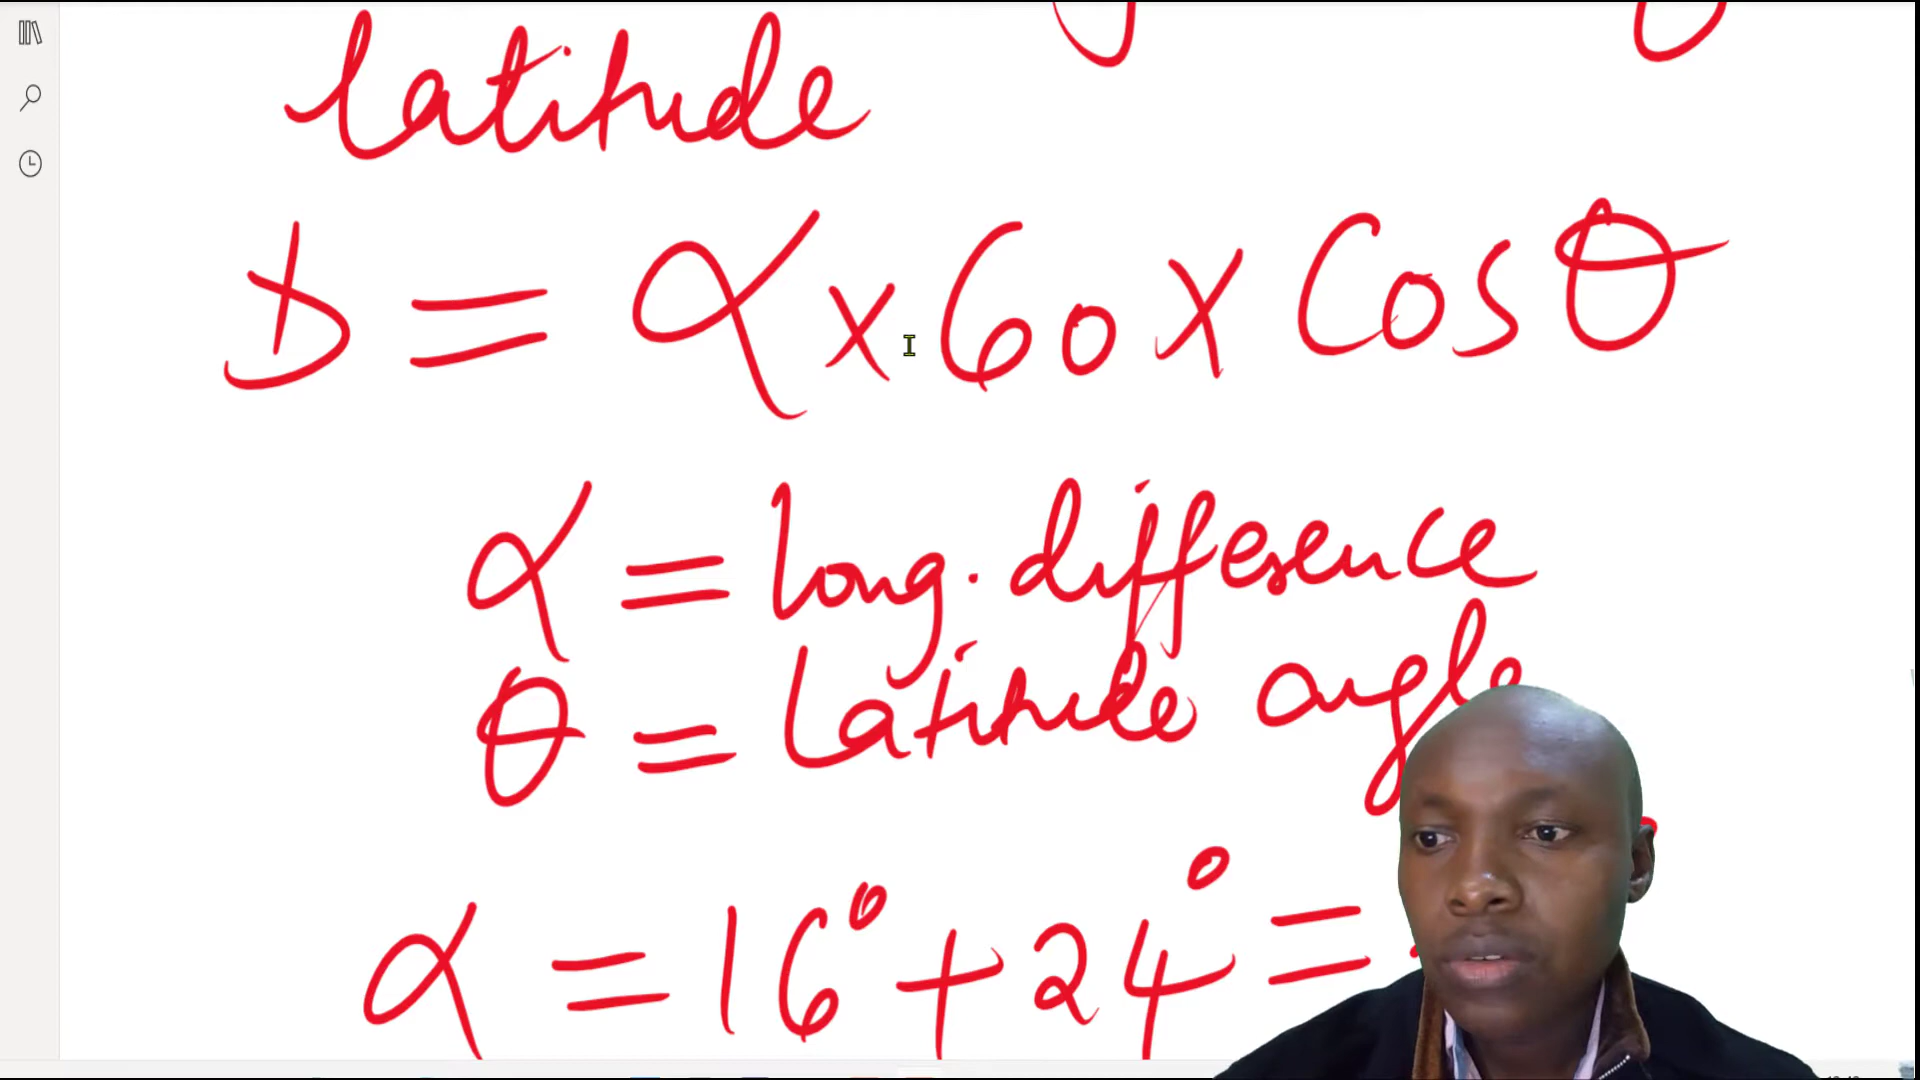 latitude
D = α x 60 x Cos θ
α = long. difference
θ = latitude angle
α = 16° + 24° =